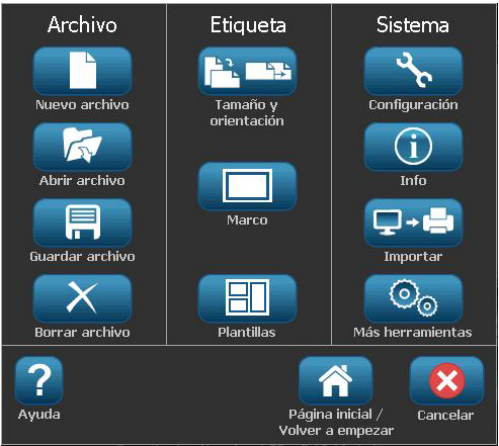 Archivo
Nuevo archivo
Abrir archivo
Guardar archivo
Borrar archivo
Etiqueta
Tamaño y
orientación
Marco
Plantillas
Sistema
Configuración
Info
Importar
Más herramientas
Ayuda
Página inicial /
Volver a empezar
Cancelar